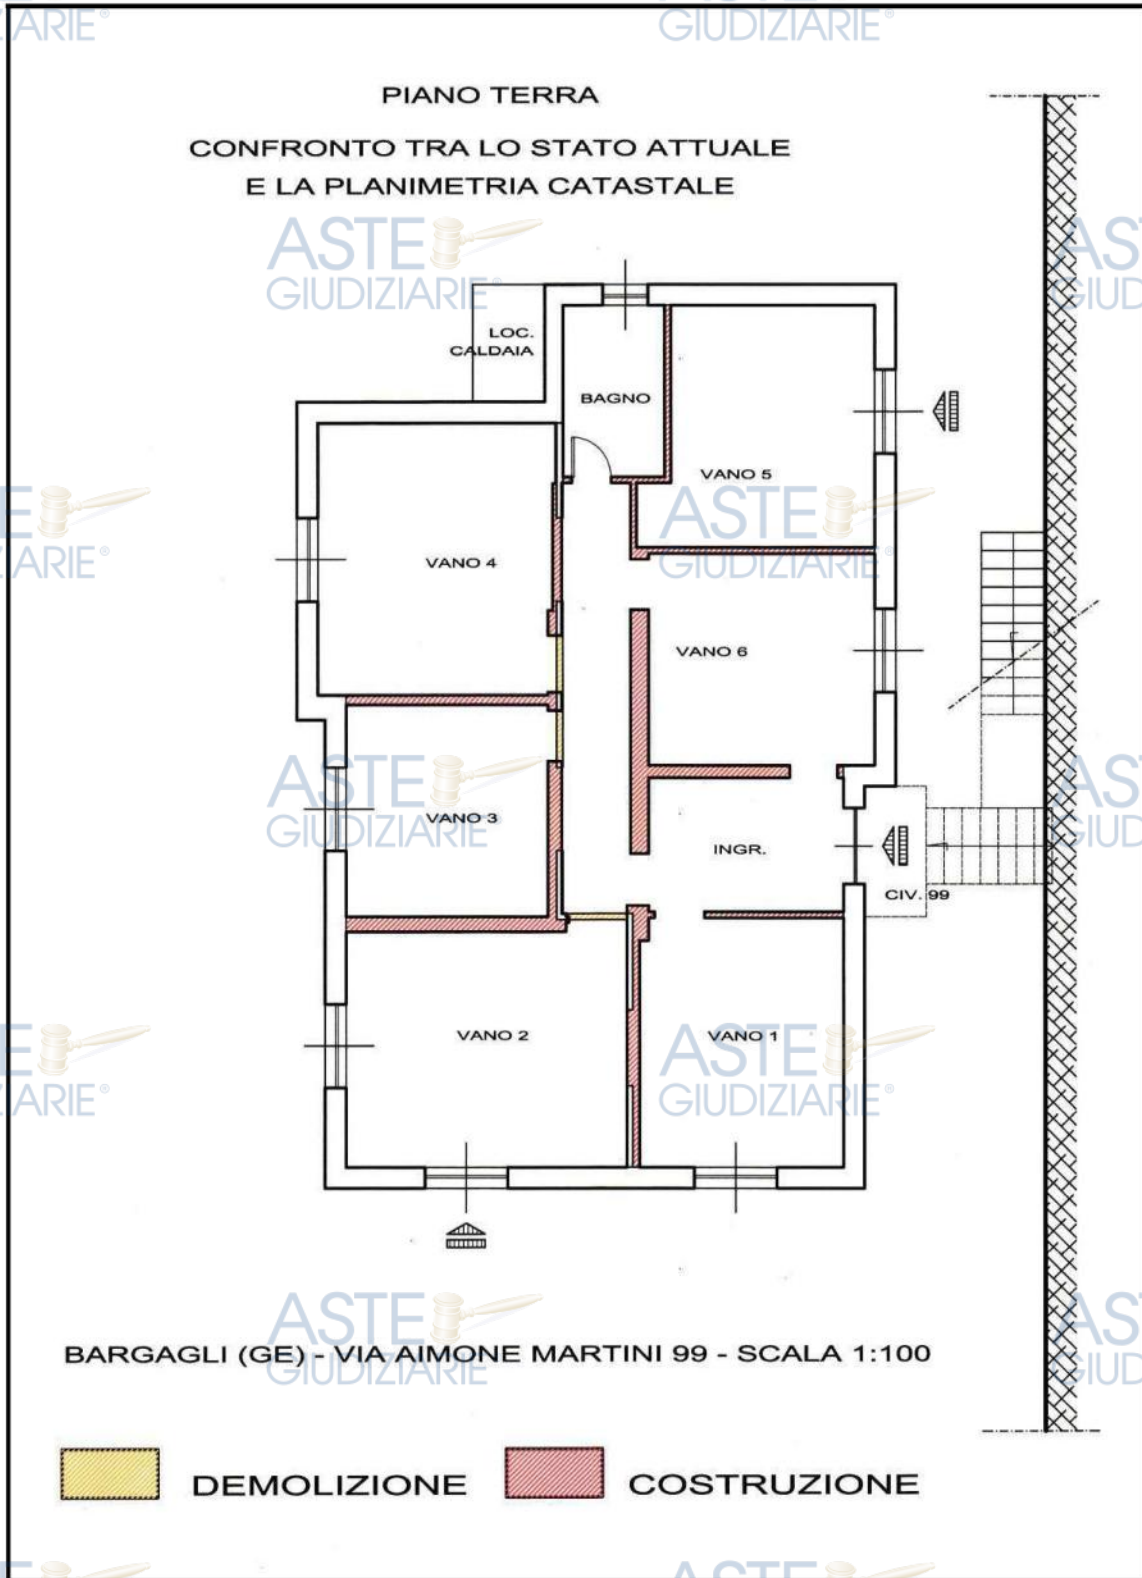 PIANO TERRA
CONFRONTO TRA LO STATO ATTUALE
E LA PLANIMETRIA CATASTALE
LOC.
CALDAIA
BAGNO
VANO 5
VANO 4
VANO 6
VANO 3
INGR.
CIV. 99
VANO 2
VANO 1
BARGAGLI (GE) - VIA AIMONE MARTINI 99 - SCALA 1:100
DEMOLIZIONE
COSTRUZIONE
ASTE
GIUDIZIARIE®